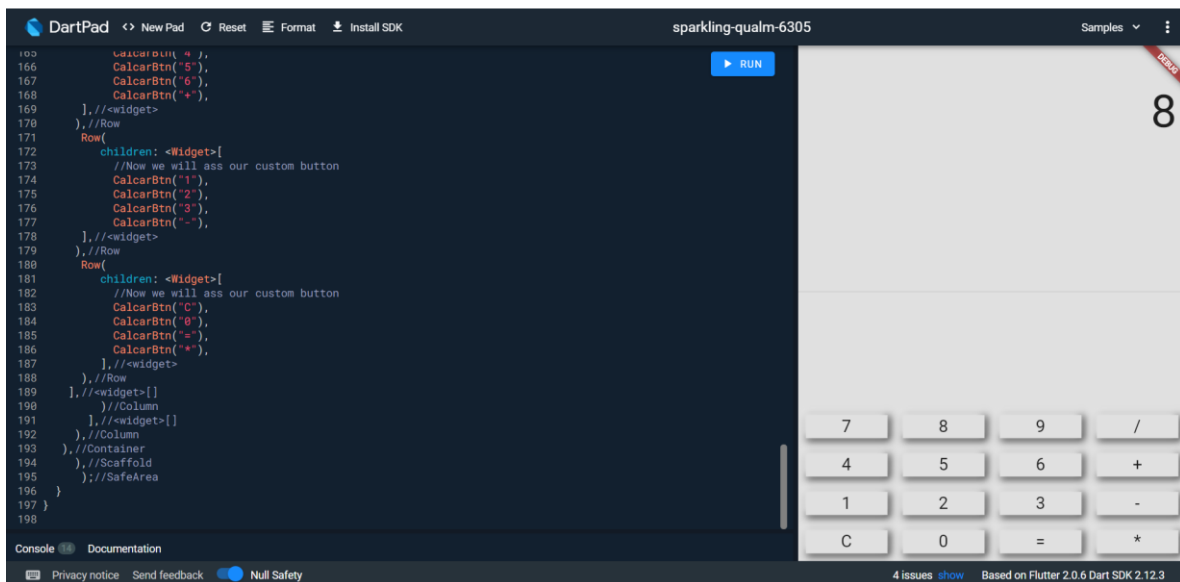 DartPad <> New Pad Reset Format Install SDK sparkling-qualm-6305 Samples
165 CalcarBtn("4"),
166 CalcarBtn("5"),
167 CalcarBtn("6"),
168 CalcarBtn("+"),
169 ],//<widget>
170 ),//Row
171 Row(
172 children: <Widget>[
173 //Now we will ass our custom button
174 CalcarBtn("1"),
175 CalcarBtn("2"),
176 CalcarBtn("3"),
177 CalcarBtn("-"),
178 ],//<widget>
179 ),//Row
180 Row(
181 children: <Widget>[
182 //Now we will ass our custom button
183 CalcarBtn("C"),
184 CalcarBtn("0"),
185 CalcarBtn("="),
186 CalcarBtn("*"),
187 ],//<widget>
188 ),//Row
189 ],//<widget>[]
190 )//Column
191 ],//<widget>[]
192 ),//Column
193 ),//Container
194 ),//Scaffold
195 );//SafeArea
196 }
197 }
198
RUN
DEBUG
8
7 8 9 /
4 5 6 +
1 2 3 -
C 0 = *
Console 14 Documentation
Privacy notice Send feedback Null Safety 4 issues show Based on Flutter 2.0.6 Dart SDK 2.12.3